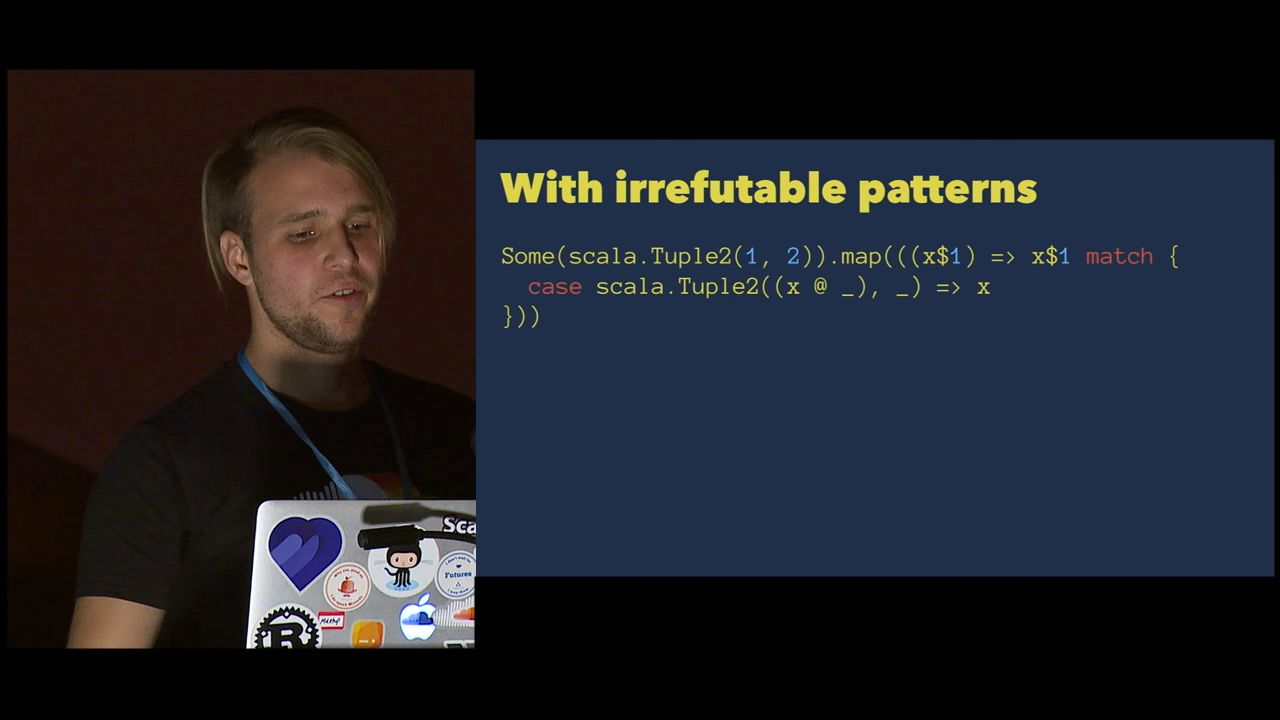 With irrefutable patterns
Some(scala.Tuple2(1, 2)).map(((x$1) => x$1 match {
case scala.Tuple2((x @ _), _) => x
}))
Sca
Futures
R